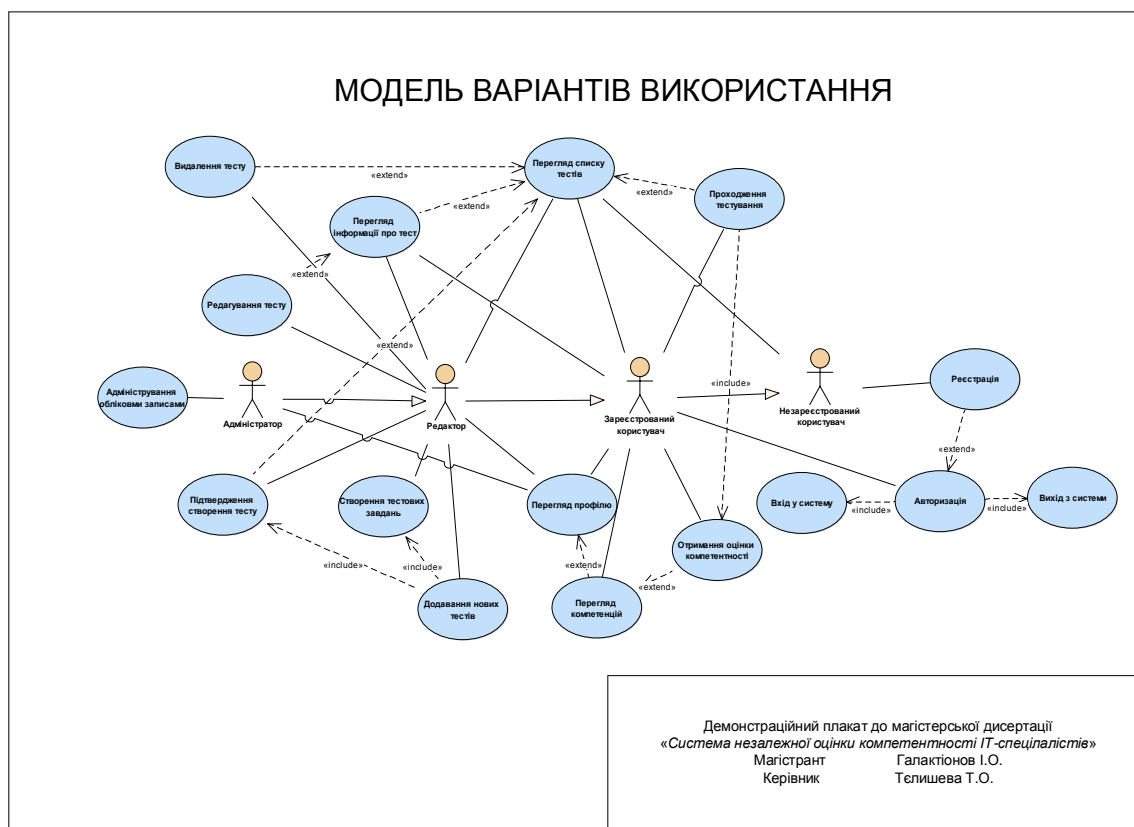 МОДЕЛЬ ВАРІАНТІВ ВИКОРИСТАННЯ
Видалення тесту
«extend»
Перегляд списку
тестів
«extend»
Проходження
тестування
«extend»
Перегляд
інформації про тест
«extend»
Редагування тесту
«extend»
Адміністрування
обліковми записами
Адміністратор
Редактор
Зареєстрований
користувач
«include»
Незареєстрований
користувач
Реєстрація
«extend»
Підтвердження
створення тесту
Створення тестових
завдань
Перегляд профілю
Вхід у систему
«include»
Авторизація
«include»
Вихід з системи
Отримання оцінки
компетентності
«include»
«include»
«extend»
«extend»
Додавання нових
тестів
Перегляд
компетенцій
Демонстраційний плакат до магістерської дисертації
«Система незалежної оцінки компетентності ІТ-спецілалістів»
Магістрант Галактіонов І.О.
Керівник Тєлишева Т.О.